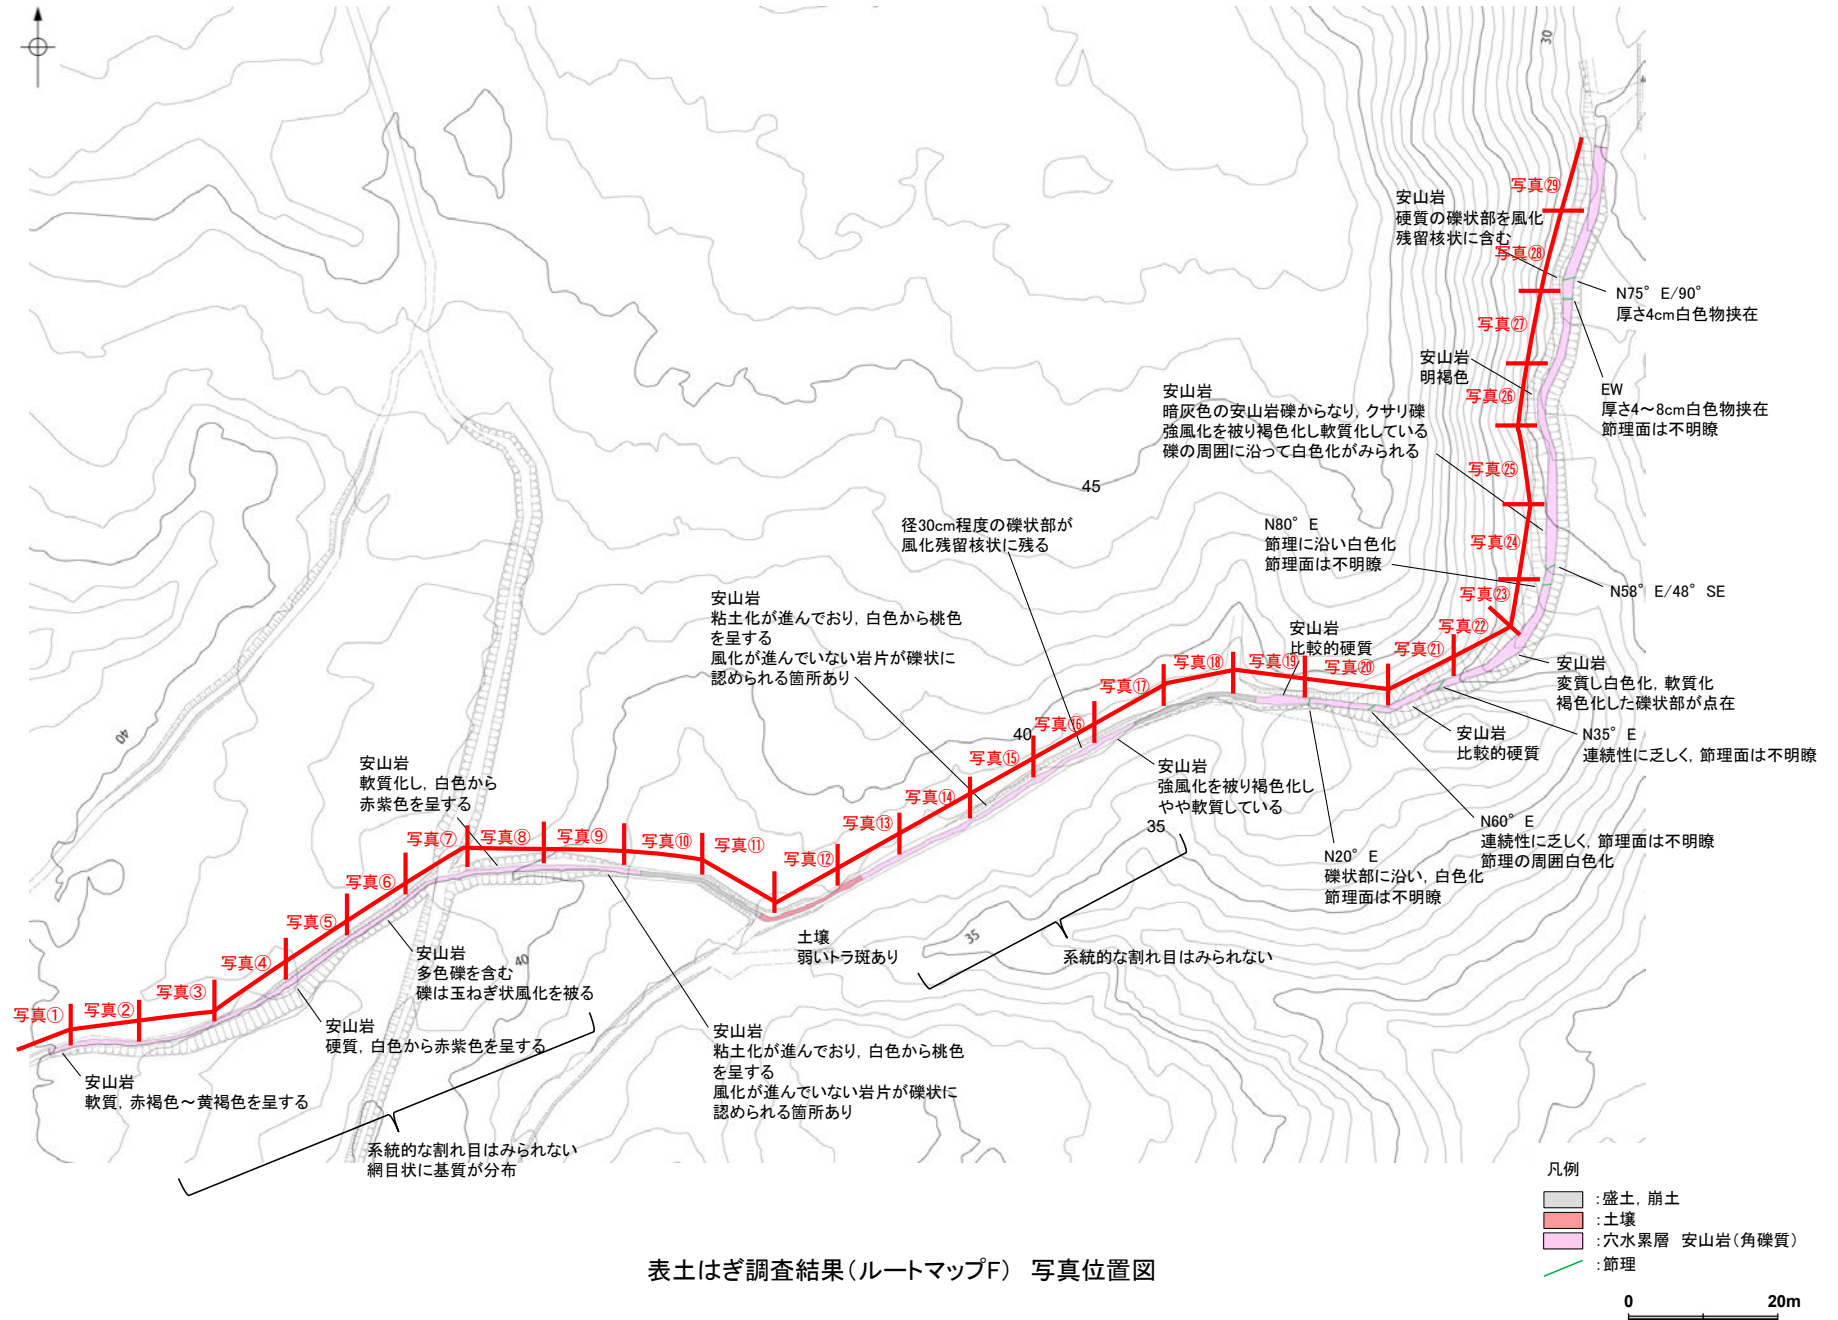 30
写真㉙
安山岩
硬質の礫状部を風化
残留核状に含む
写真㉘
N75°E/90°
厚さ4cm白色物挟在
写真㉗
安山岩
明褐色
写真㉖
EW
厚さ4～8cm白色物挟在
節理面は不明瞭
安山岩
暗灰色の安山岩礫からなり，クサリ礫
強風化を被り褐色化し軟質化している
礫の周囲に沿って白色化がみられる
写真㉕
45
径30cm程度の礫状部が
風化残留核状に残る
N80°E
節理に沿い白色化
節理面は不明瞭
写真㉔
N58°E/48°SE
写真㉓
安山岩
粘土化が進んでおり，白色から桃色
を呈する
風化が進んでいない岩片が礫状に
認められる箇所あり
写真㉒
安山岩
比較的硬質
写真㉑
写真⑳
写真⑲
写真⑱
写真⑰
安山岩
変質し白色化，軟質化
褐色化した礫状部が点在
写真⑯
40
40
安山岩
比較的硬質
N35°E
連続性に乏しく，節理面は不明瞭
写真⑮
安山岩
強風化を被り褐色化し
やや軟質している
安山岩
軟質化し，白色から
赤紫色を呈する
写真⑭
写真⑬
35
N60°E
連続性に乏しく，節理面は不明瞭
節理の周囲白色化
写真⑦
写真⑧
写真⑨
写真⑩
写真⑪
写真⑫
N20°E
礫状部に沿い，白色化
節理面は不明瞭
写真⑥
写真⑤
土壌
弱いトラ斑あり
35
系統的な割れ目はみられない
写真④
安山岩
多色礫を含む
礫は玉ねぎ状風化を被る
40
写真③
写真②
写真①
安山岩
硬質，白色から赤紫色を呈する
安山岩
粘土化が進んでおり，白色から桃色
を呈する
風化が進んでいない岩片が礫状に
認められる箇所あり
安山岩
軟質，赤褐色～黄褐色を呈する
系統的な割れ目はみられない
網目状に基質が分布
凡例
：盛土，崩土
：土壌
：穴水累層　安山岩（角礫質）
：節理
表土はぎ調査結果（ルートマップF）　写真位置図
0 20m